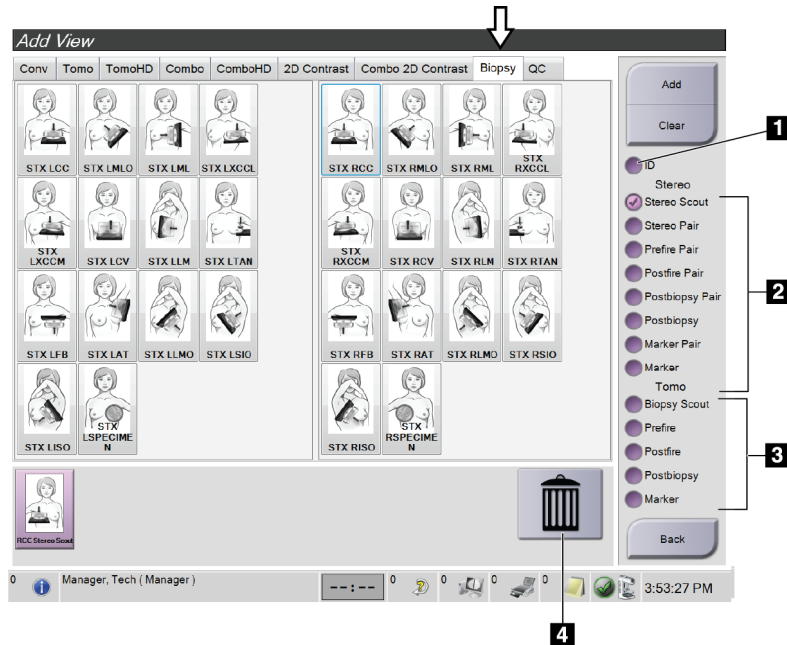 Add View
Conv Tomo TomoHD Combo ComboHD 2D Contrast Combo 2D Contrast Biopsy QC
STX LCC STX LMLO STX LML STX LXCCL
STX RCC STX RMLO STX RML STX RXCCL
STX LXCCM STX LCV STX LLM STX LTAN
STX RXCCM STX RCV STX RLM STX RTAN
STX LFB STX LAT STX LLMO STX LSIO
STX RFB STX RAT STX RLMO STX RSIO
STX LISO STX LSPECIMEN
STX RISO STX RSPECIMEN
RCC Stereo Scout
Add
Clear
ID
Stereo
Stereo Scout
Stereo Pair
Prefire Pair
Postfire Pair
Postbiopsy Pair
Postbiopsy
Marker Pair
Marker
Tomo
Biopsy Scout
Prefire
Postfire
Postbiopsy
Marker
Back
1
2
3
0 Manager, Tech ( Manager ) --:-- 0 0 0 0 3:53:27 PM
4